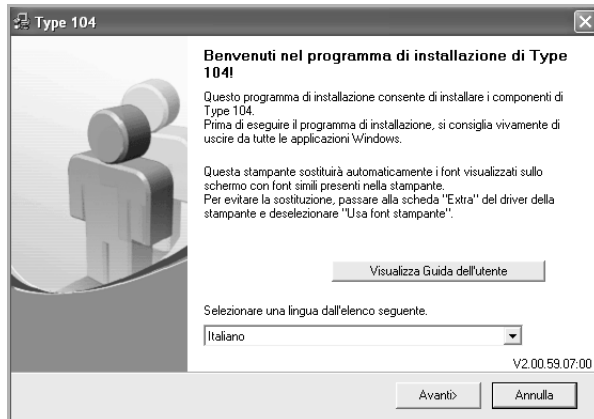 Type 104
Benvenuti nel programma di installazione di Type
104!
Questo programma di installazione consente di installare i componenti di
Type 104.
Prima di eseguire il programma di installazione, si consiglia vivamente di
uscire da tutte le applicazioni Windows.
Questa stampante sostituirà automaticamente i font visualizzati sullo
schermo con font simili presenti nella stampante.
Per evitare la sostituzione, passare alla scheda "Extra" del driver della
stampante e deselezionare "Usa font stampante".
Visualizza Guida dell'utente
Selezionare una lingua dall'elenco seguente.
Italiano
V2.00.59.07:00
Avanti>
Annulla